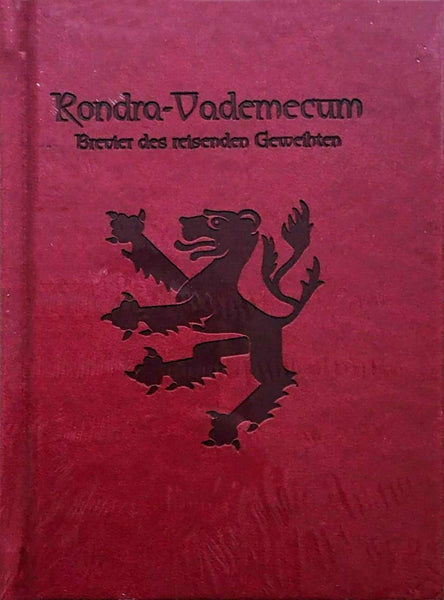 Rondra-Vademecum
Brevier des reisenden Geweihten